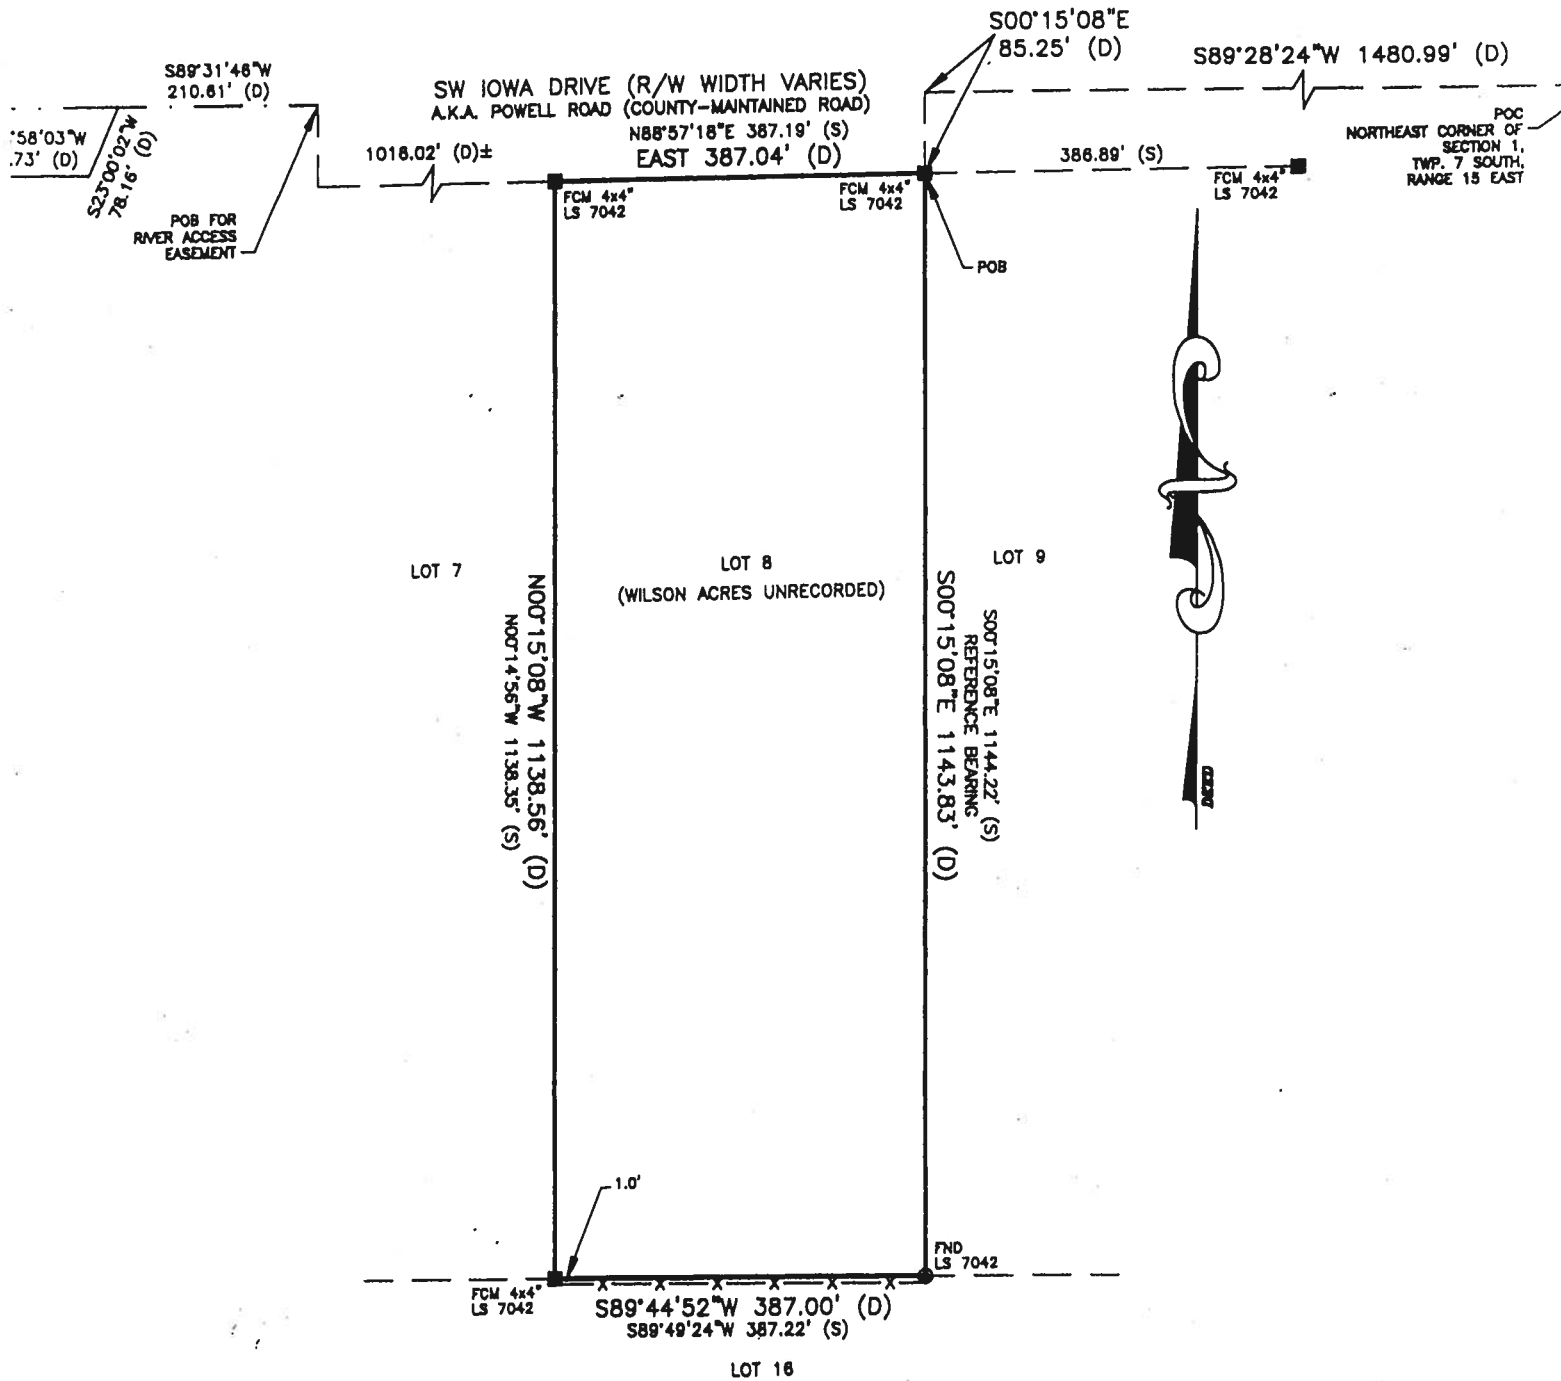 S00°15'08"E
85.25' (D)
S89°28'24"W 1480.99' (D)
S89°31'46"W
210.61' (D)
SW IOWA DRIVE (R/W WIDTH VARIES)
A.K.A. POWELL ROAD (COUNTY-MAINTAINED ROAD)
N88°57'18"E 387.19' (S)
EAST 387.04' (D)
°58'03"W
.73' (D)
S23°00'02"W
78.16' (D)
1016.02' (D)±
386.89' (S)
POC
NORTHEAST CORNER OF
SECTION 1,
TWP. 7 SOUTH,
RANGE 15 EAST
FCM 4x4"
LS 7042
FCM 4x4"
LS 7042
FCM 4x4"
LS 7042
POB FOR
RIVER ACCESS
EASEMENT
POB
LOT 7
LOT 8
(WILSON ACRES UNRECORDED)
LOT 9
N00°15'08"W 1138.56' (D)
N00°14'56"W 1138.35' (S)
S00°15'08"E 1143.83' (D)
S00°15'08"E 1144.22' (S)
REFERENCE BEARING
DEED
1.0'
FND
LS 7042
FCM 4x4"
LS 7042
X X X X X X
S89°44'52"W 387.00' (D)
S89°49'24"W 387.22' (S)
LOT 16